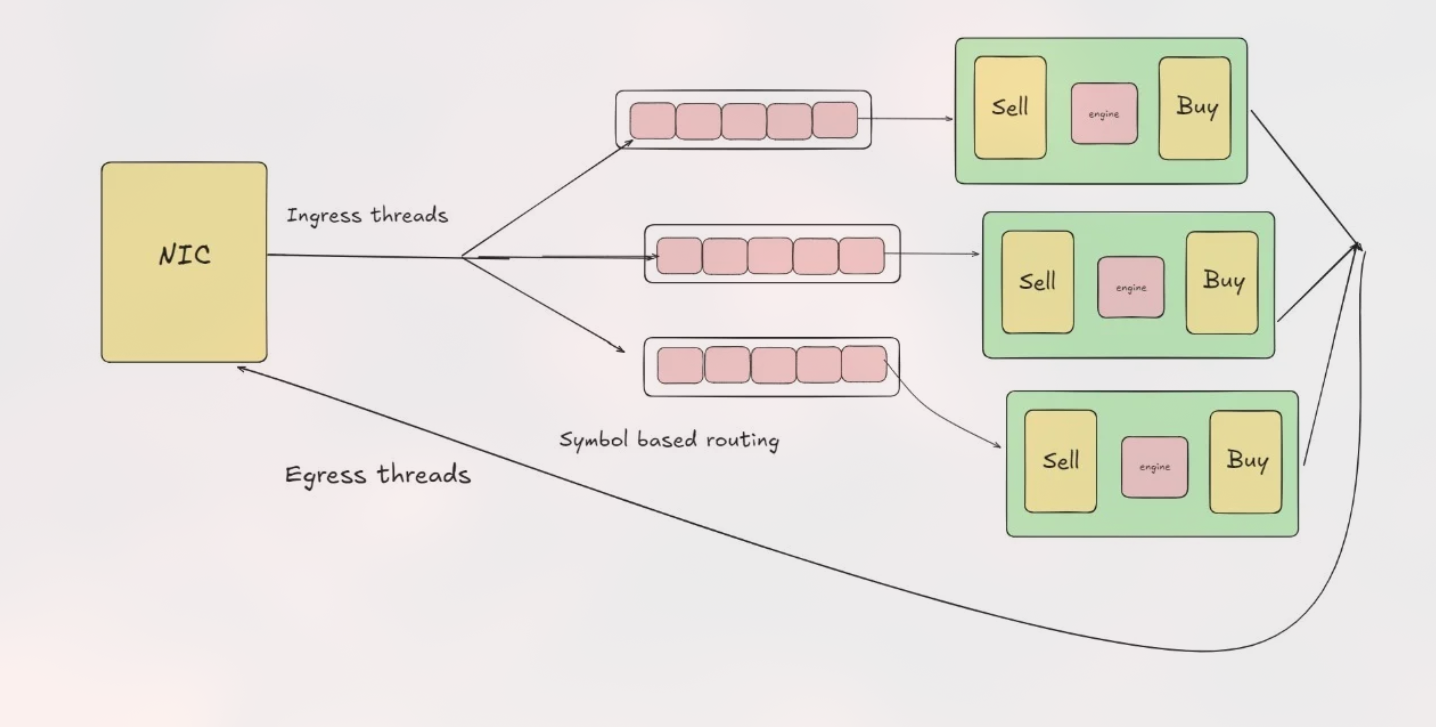 NIC
Ingress threads
Sell
engine
Buy
Sell
engine
Buy
Sell
engine
Buy
Symbol based routing
Egress threads